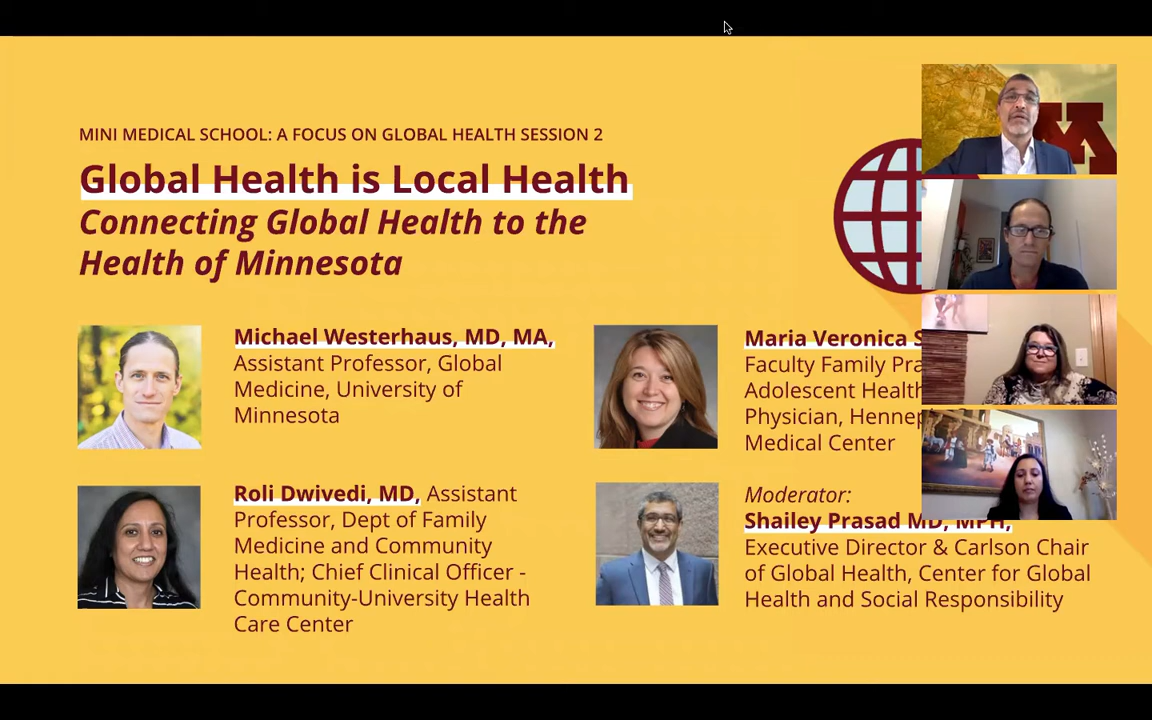 MINI MEDICAL SCHOOL: A FOCUS ON GLOBAL HEALTH SESSION 2
Global Health is Local Health
Connecting Global Health to the
Health of Minnesota
Michael Westerhaus, MD, MA,
Assistant Professor, Global
Medicine, University of
Minnesota
Maria Veronica
Faculty Family
Adolescent Health
Physician,
Medical Center
Roli Dwivedi, MD, Assistant
Professor, Dept of Family
Medicine and Community
Health; Chief Clinical Officer -
Community-University Health
Care Center
Moderator:
Shailey Prasad MD, MPH,
Executive Director & Carlson Chair
of Global Health, Center for Global
Health and Social Responsibility
M